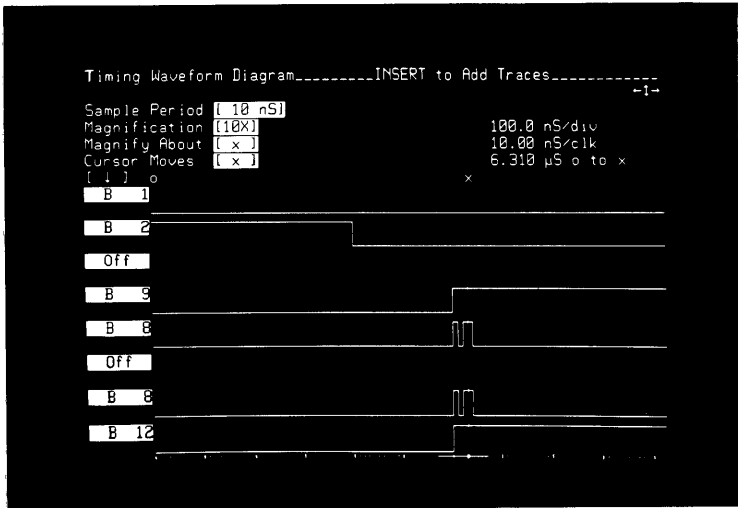 Timing Waveform Diagram_________INSERT to Add Traces____________
←↕→
Sample Period [ 10 nS]
Magnification [10X] 100.0 nS/div
Magnify About [ x ] 10.00 nS/clk
Cursor Moves [ x ] 6.310 µS o to x
[ ↓ ] o x
B 1
B 2
Off
B 9
B 8
Off
B 8
B 12